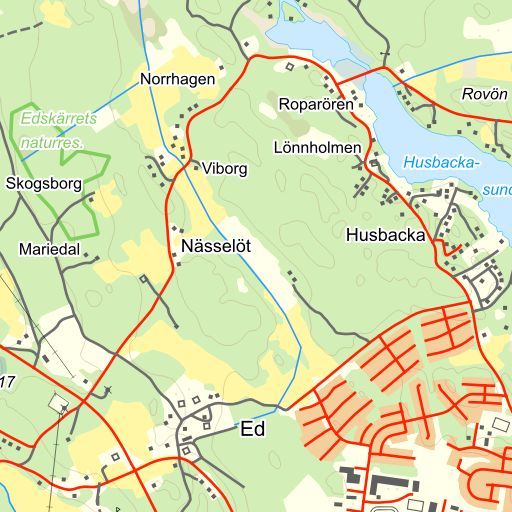 Norrhagen
Roparören
Rovön
Edskärrets
naturres.
Lönnholmen
Husbacka-
sund
Viborg
Skogsborg
Husbacka
Mariedal
Nässelöt
17
Ed